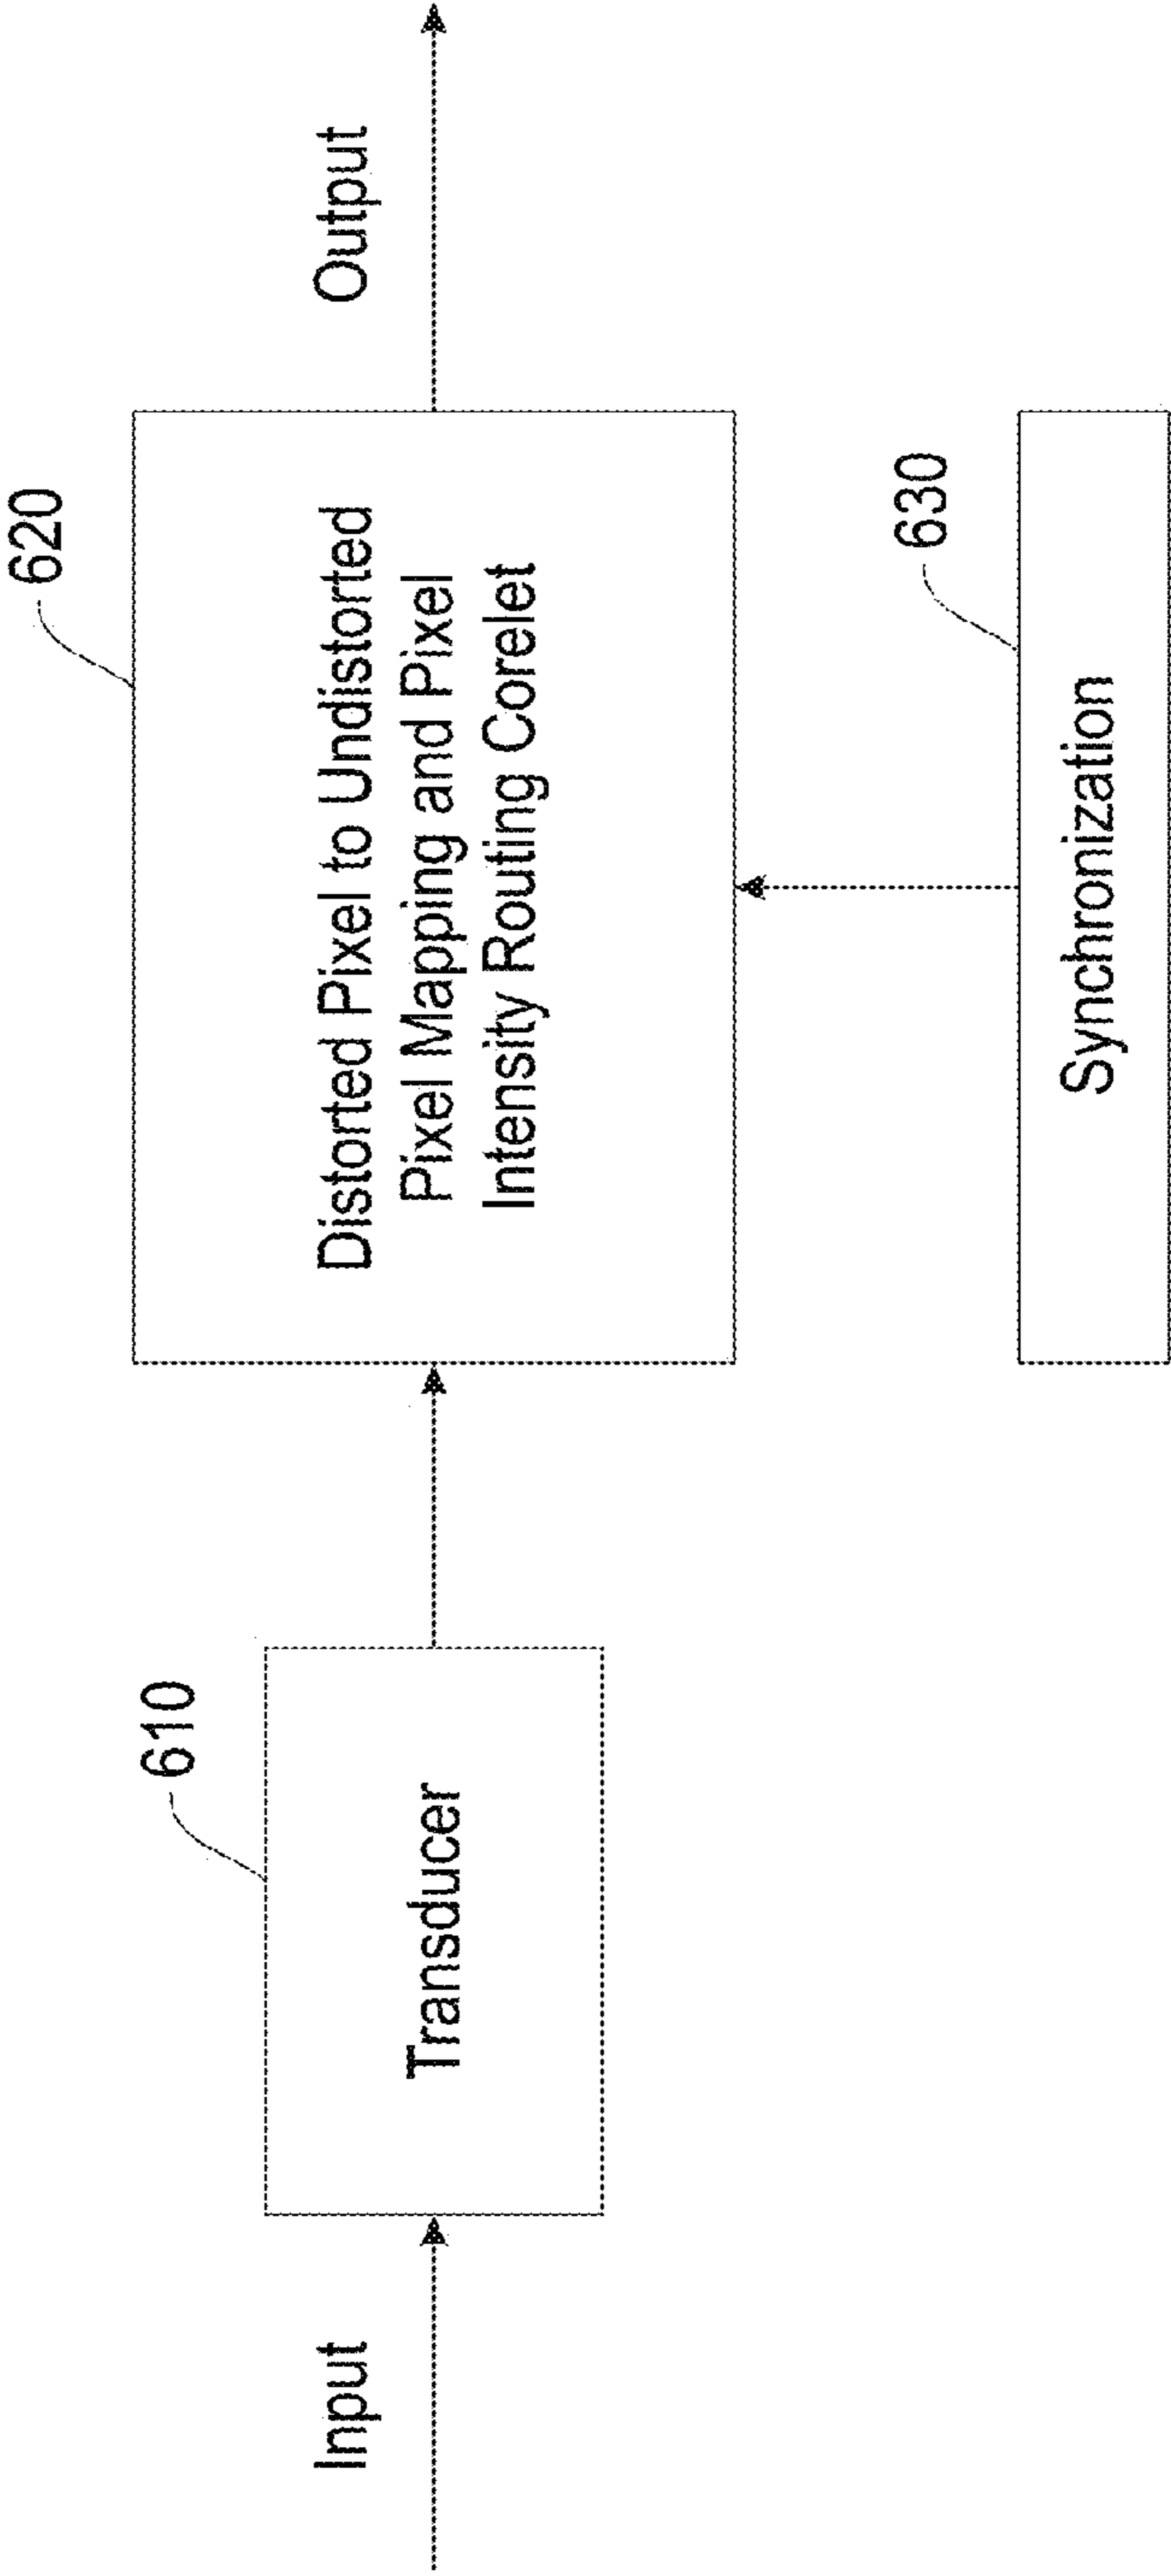 Input
610
Transducer
620
Distorted Pixel to Undistorted
Pixel Mapping and Pixel
Intensity Routing Corelet
Output
630
Synchronization